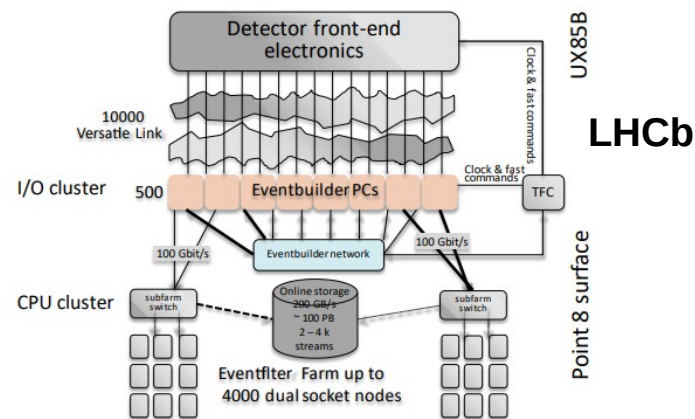 Detector front-end
electronics
UX85B
Clock & fast commands
10000
Versatle Link
LHCb
Clock & fast
commands
I/O cluster
500
Eventbuilder PCs
TFC
100 Gbit/s
Eventbuilder network
100 Gbit/s
Point 8 surface
CPU cluster
subfarm
switch
Online storage
200 GB/s
~ 100 PB
2 – 4 k
streams
subfarm
switch
Eventflter Farm up to
4000 dual socket nodes